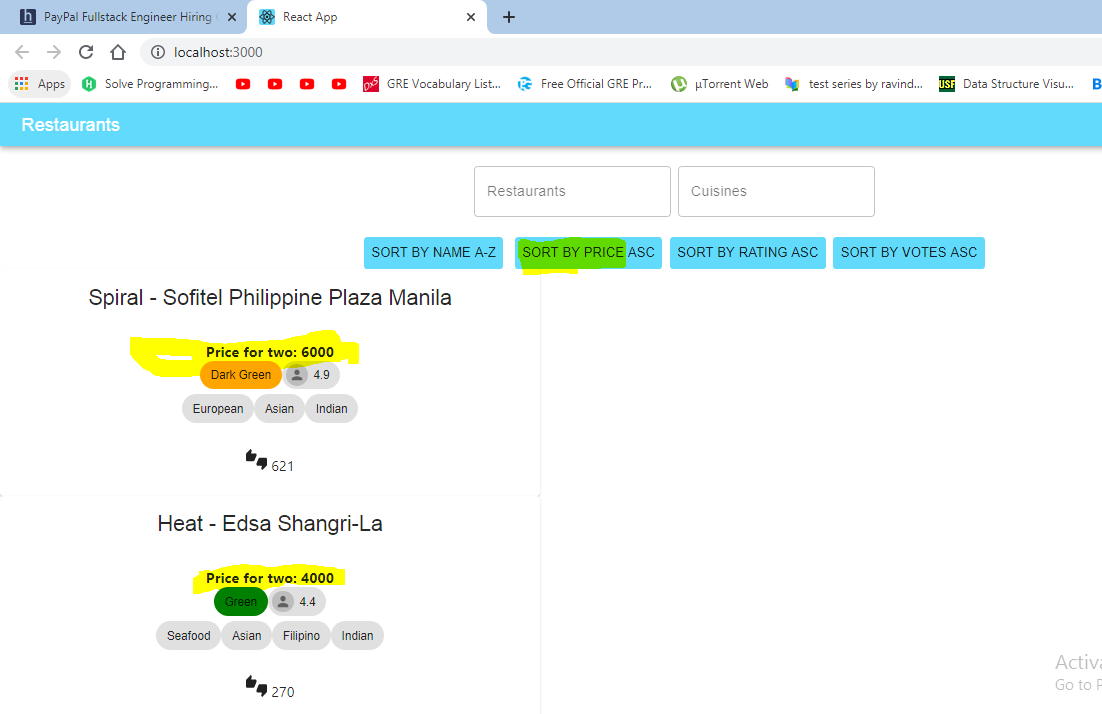 PayPal Fullstack Engineer Hiring
React App
localhost:3000
Apps
Solve Programming...
GRE Vocabulary List...
Free Official GRE Pr...
µTorrent Web
test series by ravind...
USF
Data Structure Visu...
B
Restaurants
Restaurants
Cuisines
SORT BY NAME A-Z
SORT BY PRICE ASC
SORT BY RATING ASC
SORT BY VOTES ASC
Spiral - Sofitel Philippine Plaza Manila
Price for two: 6000
Dark Green
4.9
European
Asian
Indian
621
Heat - Edsa Shangri-La
Price for two: 4000
Green
4.4
Seafood
Asian
Filipino
Indian
270
Activa
Go to P